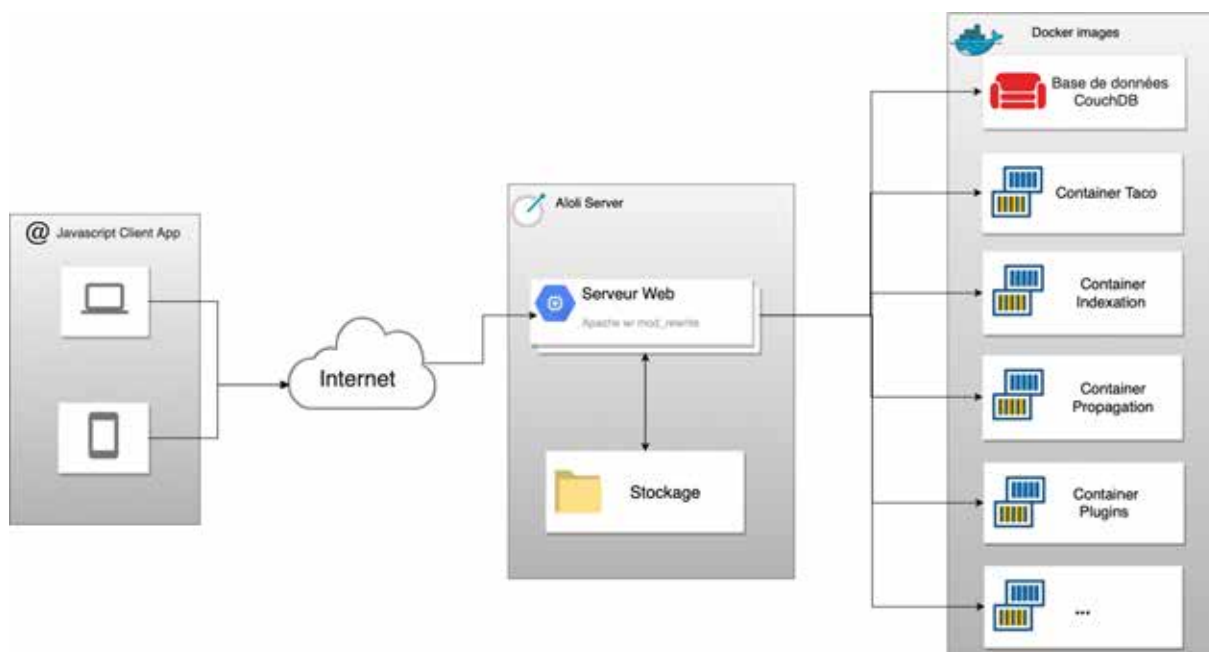 Docker images
Base de données
CouchDB
Container Taco
Aloli Server
@ Javascript Client App
Container
Indexation
Serveur Web
Apache w/ mod_rewrite
Internet
Container
Propagation
Stockage
Container
Plugins
...